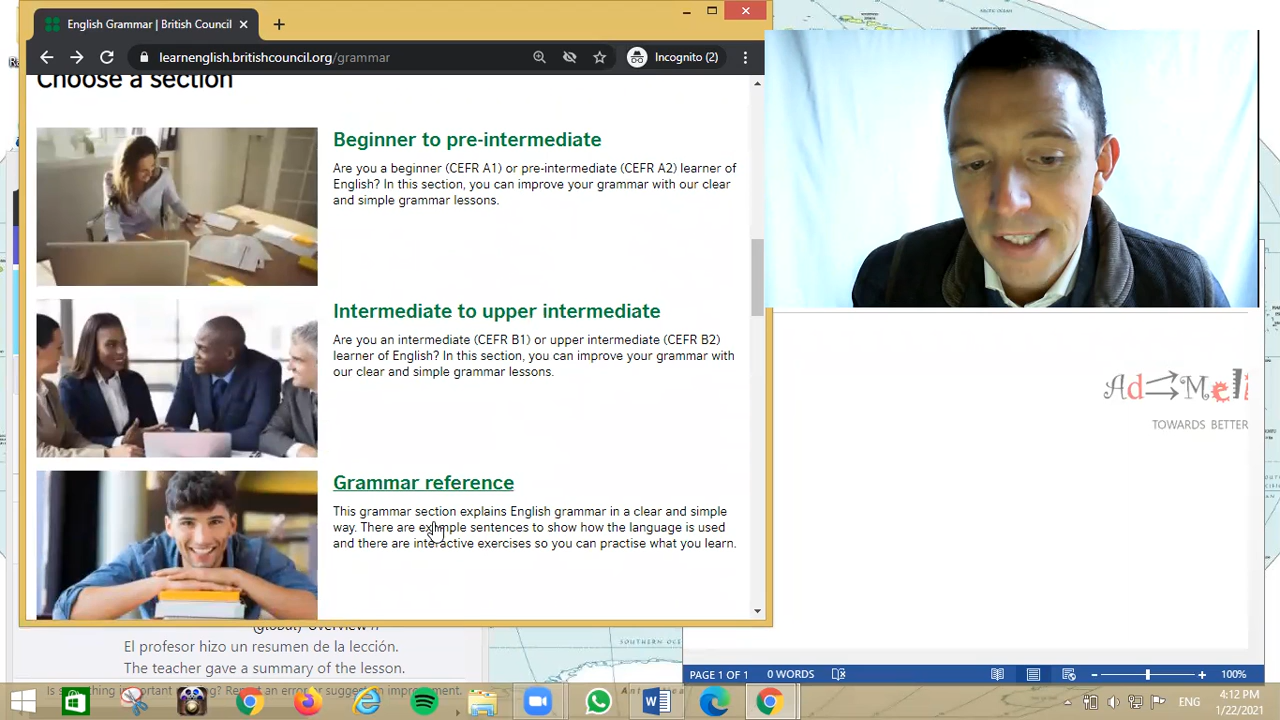 English Grammar | British Council
learnenglish.britishcouncil.org/grammar
Incognito (2)
Choose a section
Beginner to pre-intermediate
Are you a beginner (CEFR A1) or pre-intermediate (CEFR A2) learner of
English? In this section, you can improve your grammar with our clear
and simple grammar lessons.
Intermediate to upper intermediate
Are you an intermediate (CEFR B1) or upper intermediate (CEFR B2)
learner of English? In this section, you can improve your grammar with
our clear and simple grammar lessons.
Grammar reference
This grammar section explains English grammar in a clear and simple
way. There are example sentences to show how the language is used
and there are interactive exercises so you can practise what you learn.
TOWARDS BETTER
(global) Overview
El profesor hizo un resumen de la lección.
The teacher gave a summary of the lesson.
SOUTHERN
PAGE 1 OF 1
0 WORDS
100%
ENG
4:12 PM
1/22/2021